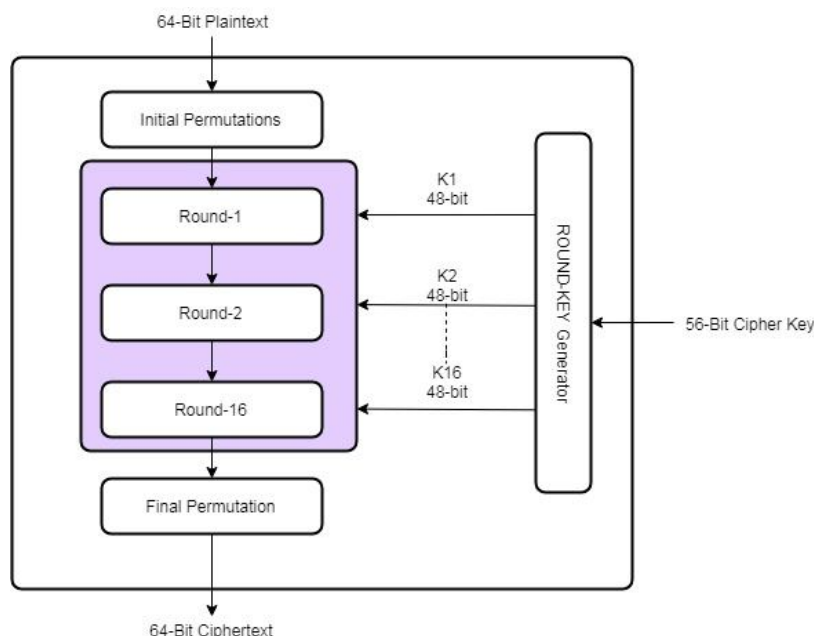 64-Bit Plaintext
Initial Permutations
K1
48-bit
Round-1
K2
48-bit
Round-2
ROUND-KEY Generator
56-Bit Cipher Key
K16
48-bit
Round-16
Final Permutation
64-Bit Ciphertext